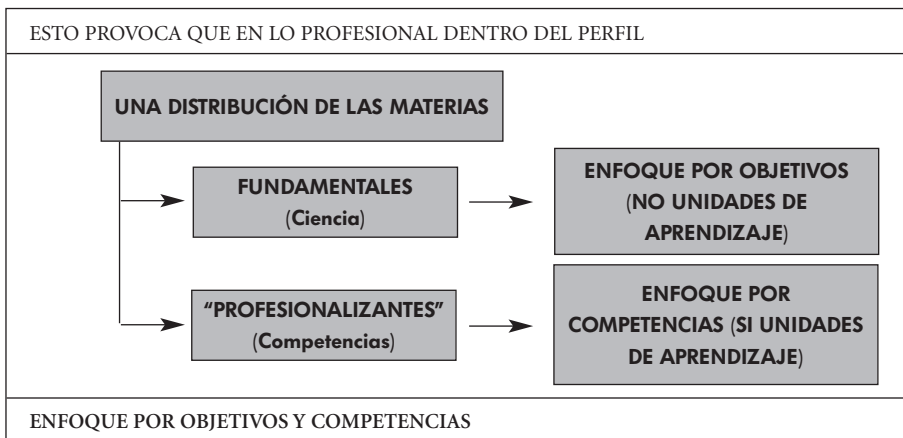 ESTO PROVOCA QUE EN LO PROFESIONAL DENTRO DEL PERFIL
UNA DISTRIBUCIÓN DE LAS MATERIAS
FUNDAMENTALES
(Ciencia)
ENFOQUE POR OBJETIVOS
(NO UNIDADES DE
APRENDIZAJE)
“PROFESIONALIZANTES”
(Competencias)
ENFOQUE POR
COMPETENCIAS (SI UNIDADES
DE APRENDIZAJE)
ENFOQUE POR OBJETIVOS Y COMPETENCIAS